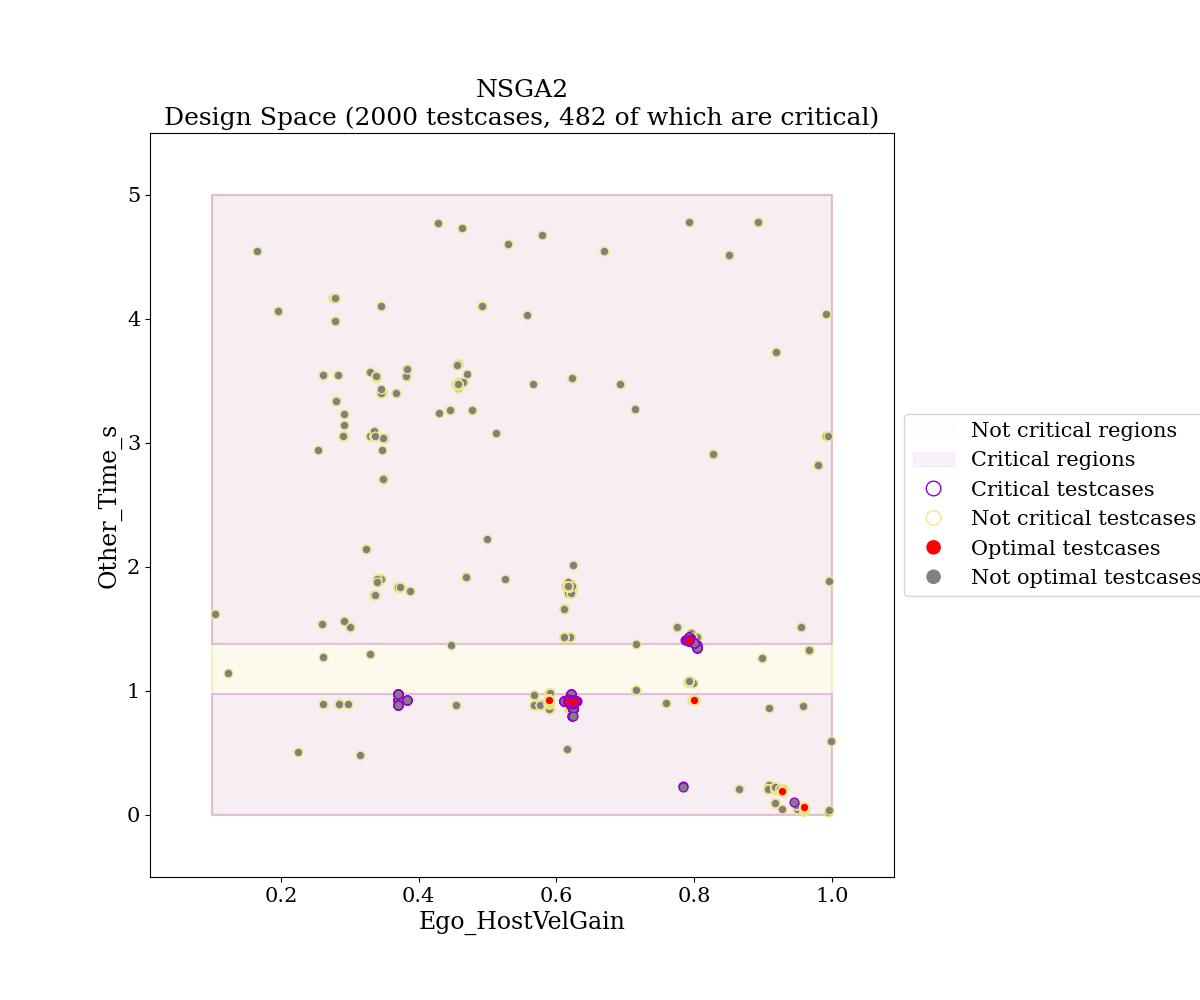 NSGA2
Design Space (2000 testcases, 482 of which are critical)
Other_Time_s
5
4
3
2
1
0
0.2
0.4
0.6
0.8
1.0
Ego_HostVelGain
Not critical regions
Critical regions
Critical testcases
Not critical testcases
Optimal testcases
Not optimal testcases